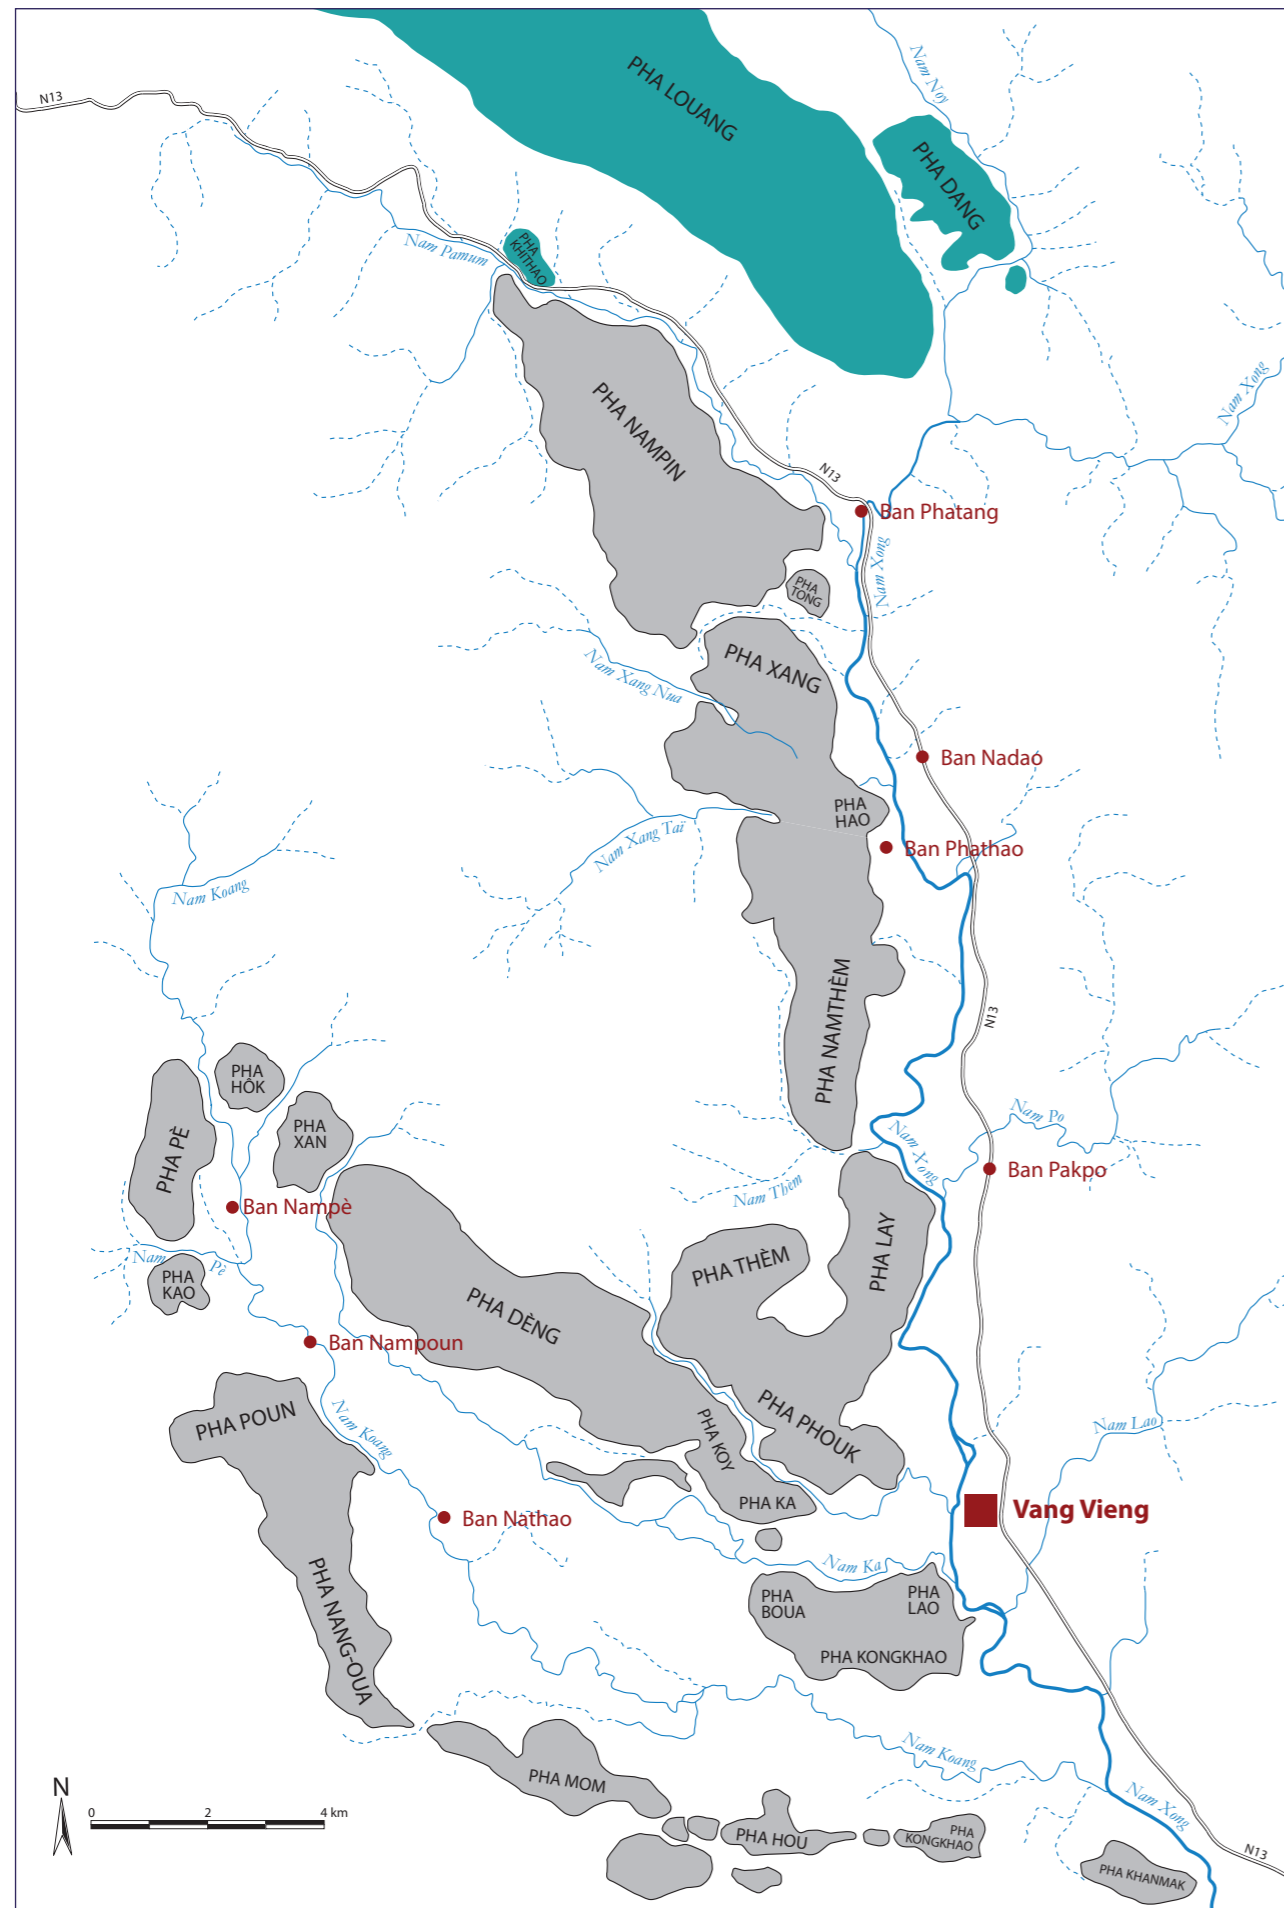 N13
PHA LOUANG
Nam Noy
PHA DANG
Nam Pamum
PHA
KHITHAO
PHA NAMPIN
Nam Xong
N13
Ban Phatang
Nam Xong
PHA
TONG
PHA XANG
Nam Xang Nua
Ban Nadao
PHA
HAO
Nam Xang Taï
Ban Phathao
Nam Koang
PHA NAMTHÈM
N13
PHA
HÔK
PHA
XAN
PHA PÈ
Nam Po
Nam Xong
Ban Pakpo
Nam Thèm
Ban Nampè
Nam Pè
PHA
KAO
PHA THÈM
PHA LAY
PHA DÈNG
Ban Nampoun
PHA POUN
Nam Koang
PHA KOY
PHA PHOUK
Nam Lao
PHA KA
Vang Vieng
Ban Nathao
Nam Ka
PHA
BOUA
PHA
LAO
PHA KONGKHAO
PHA NANG-OUA
Nam Koang
PHA MOM
Nam Xong
N
0 2 4 km
PHA HOU
PHA
KONGKHAO
N13
PHA KHANMAK